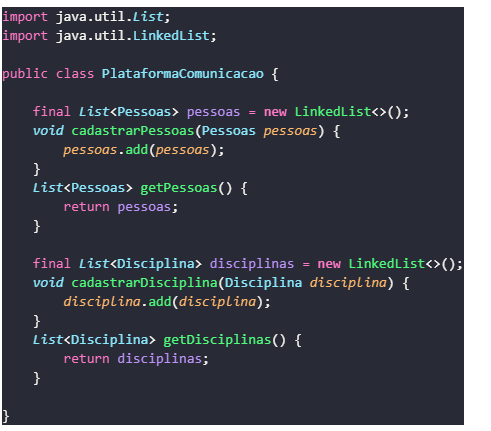 import java.util.List;
import java.util.LinkedList;
public class PlataformaComunicacao {
final List<Pessoas> pessoas = new LinkedList<>();
void cadastrarPessoas(Pessoas pessoas) {
pessoas.add(pessoas);
}
List<Pessoas> getPessoas() {
return pessoas;
}
final List<Disciplina> disciplinas = new LinkedList<>();
void cadastrarDisciplina(Disciplina disciplina) {
disciplina.add(disciplina);
}
List<Disciplina> getDisciplinas() {
return disciplinas;
}
}